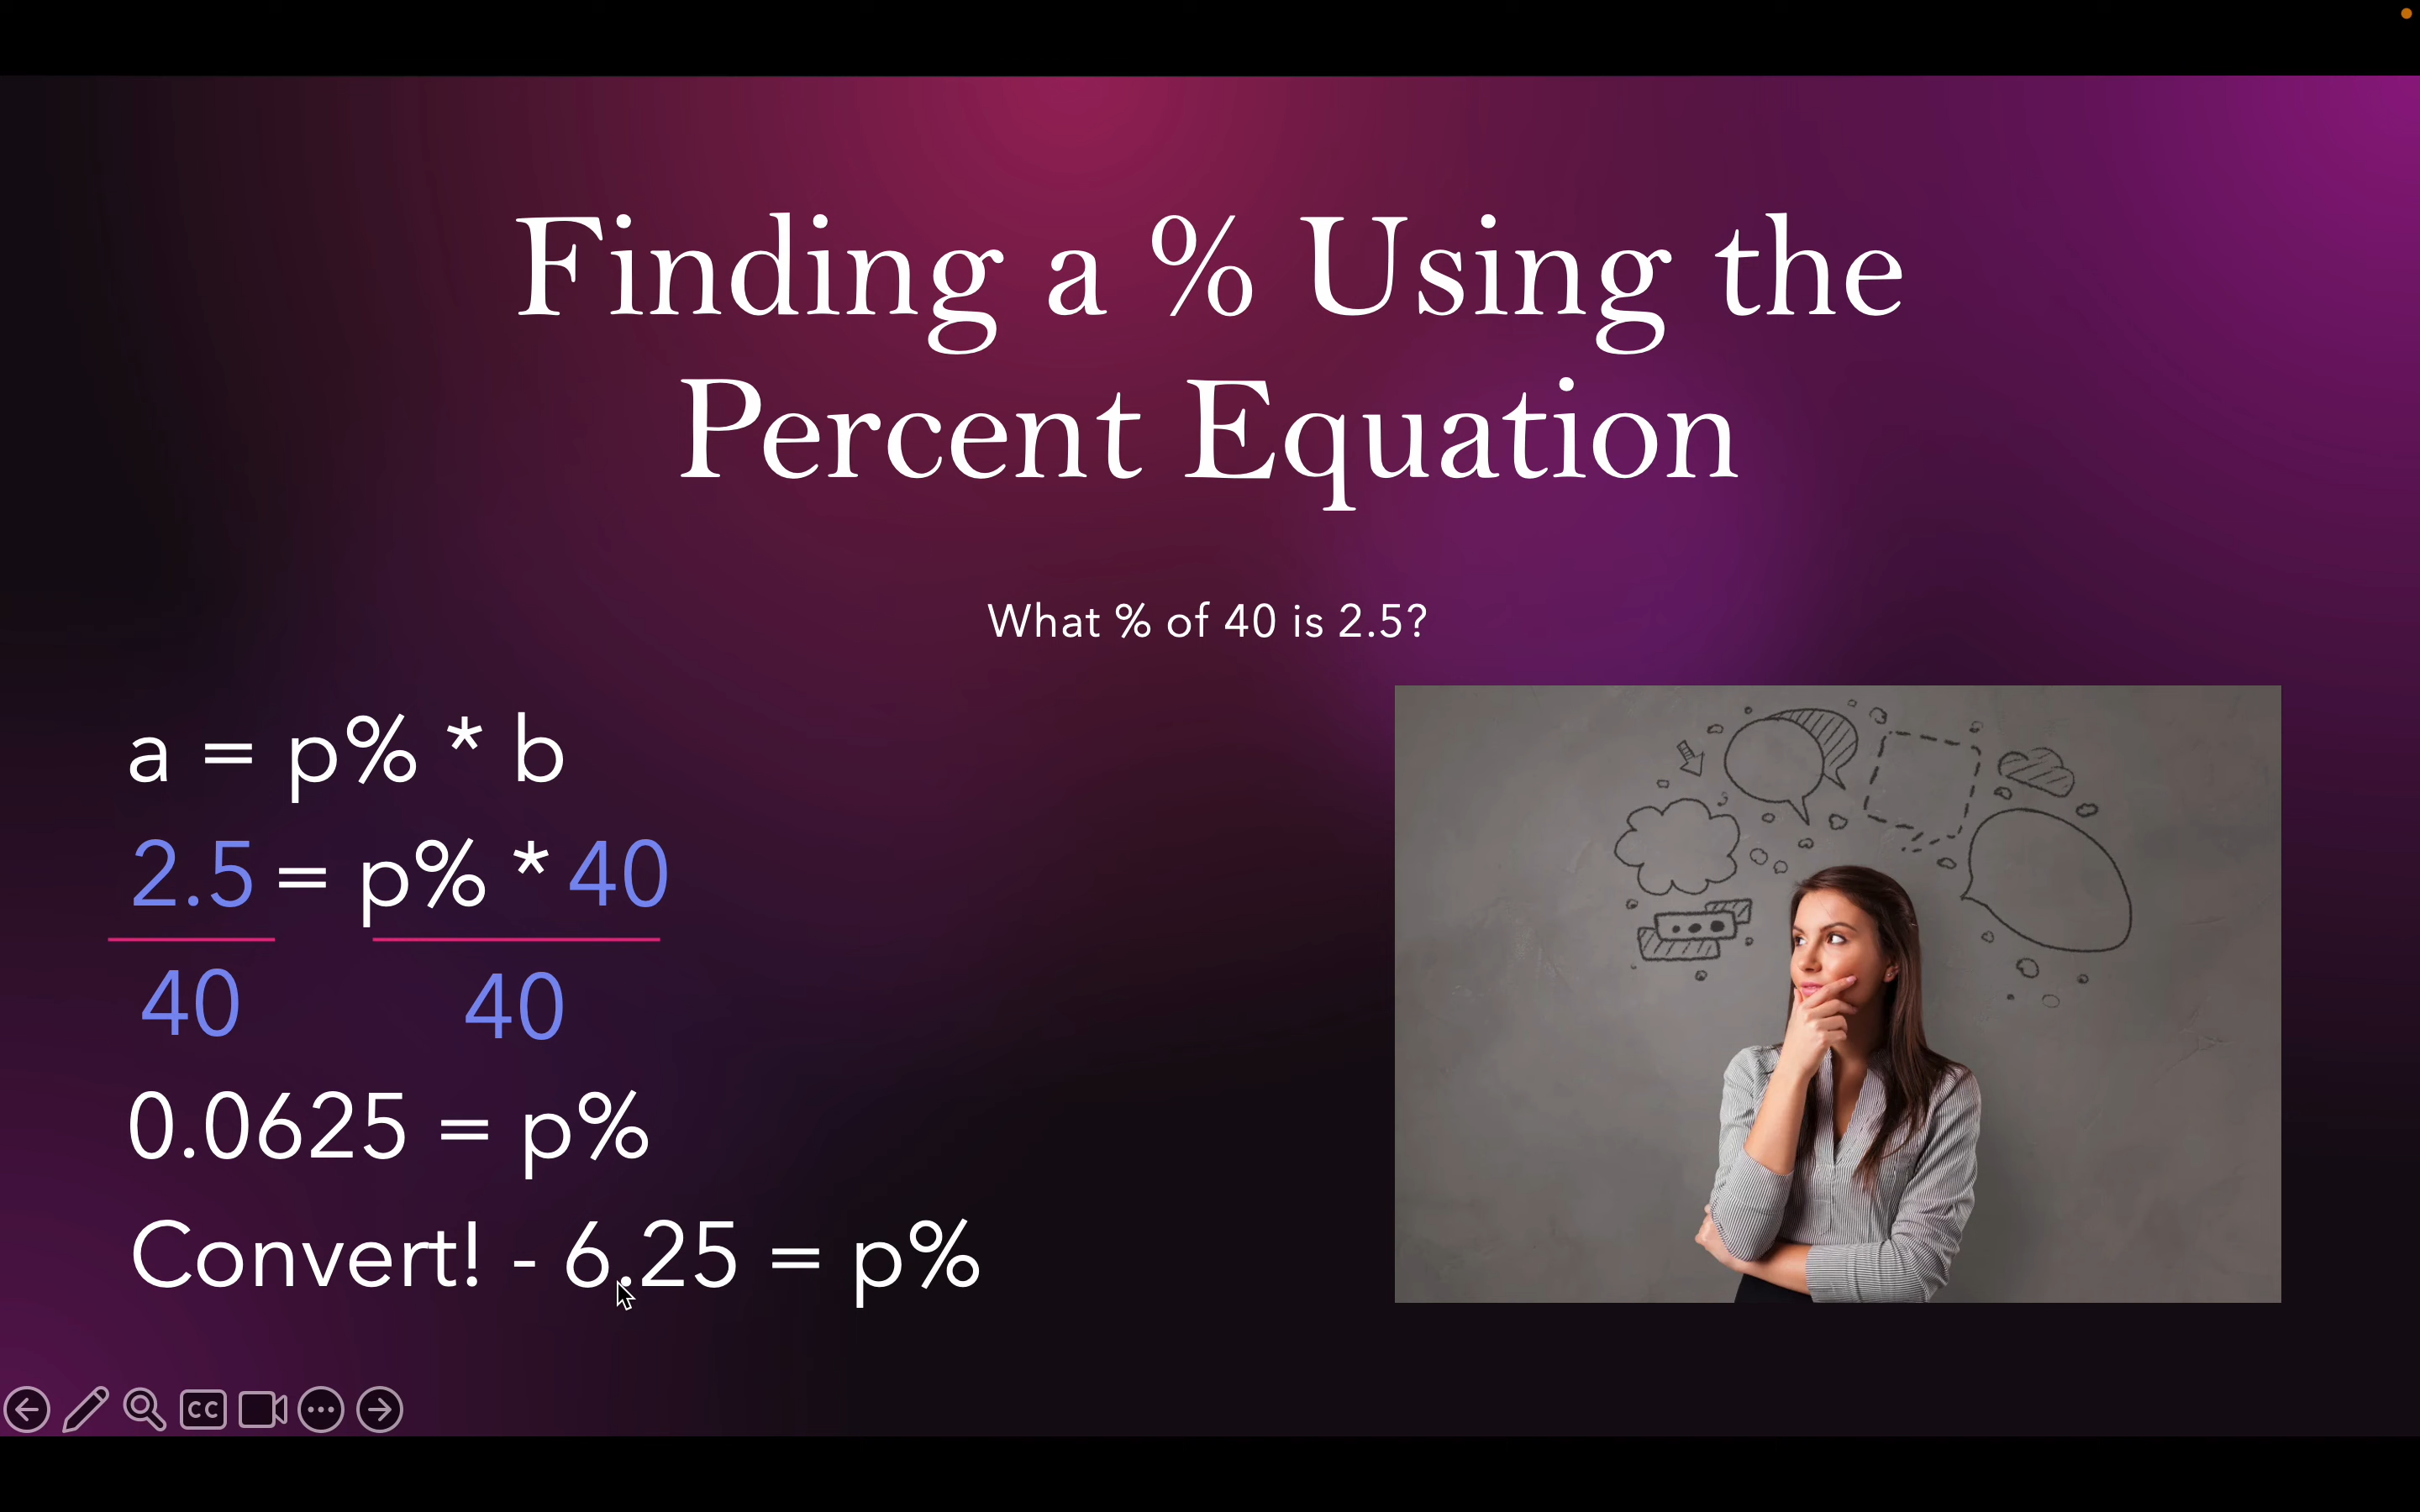 Finding a % Using the
Percent Equation
What % of 40 is 2.5?
a = p% * b
2.5 = p% * 40
40 40
0.0625 = p%
Convert! - 6.25 = p%
CC